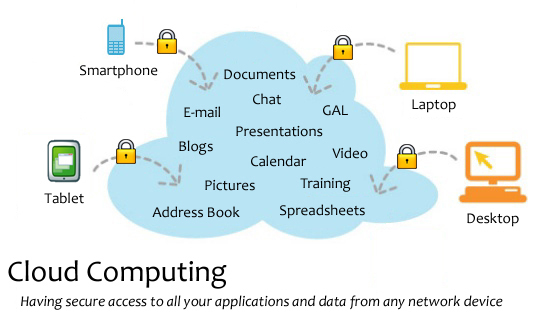 Smartphone
Documents
Laptop
Chat
E-mail
GAL
Presentations
Blogs
Video
Calendar
Tablet
Pictures
Training
Desktop
Address Book
Spreadsheets
Cloud Computing
Having secure access to all your applications and data from any network device